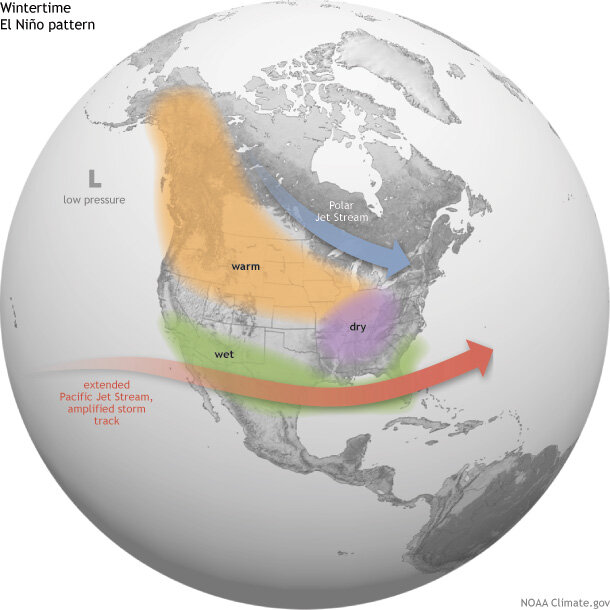 Wintertime
El Niño pattern
L
low pressure
Polar
Jet Stream
warm
dry
wet
extended
Pacific Jet Stream,
amplified storm
track
NOAA Climate.gov